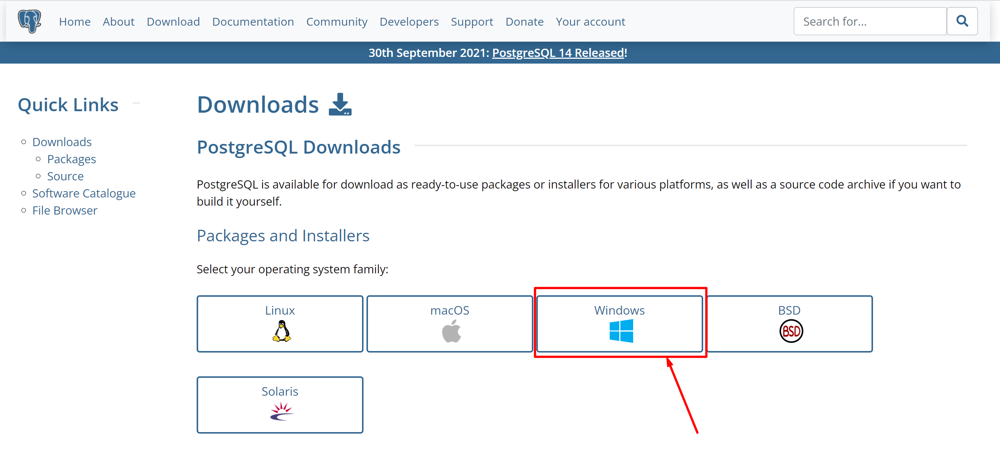 Home About Download Documentation Community Developers Support Donate Your account Search for...
30th September 2021: PostgreSQL 14 Released!
Quick Links
Downloads
Packages
Source
Software Catalogue
File Browser
Downloads
PostgreSQL Downloads
PostgreSQL is available for download as ready-to-use packages or installers for various platforms, as well as a source code archive if you want to
build it yourself.
Packages and Installers
Select your operating system family:
Linux macOS Windows BSD
BSD
Solaris